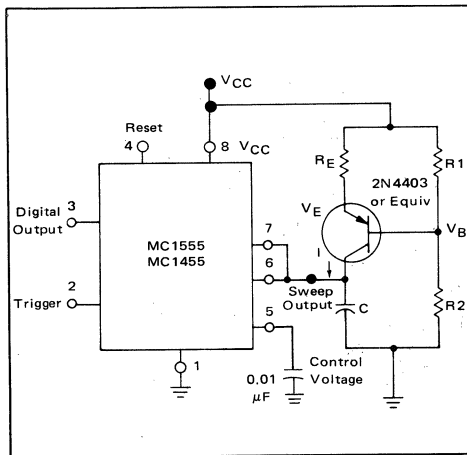 VCC
Reset
4
8 VCC
RE
R1
2N4403
or Equiv
VE
VB
Digital
Output
3
MC1555
MC1455
7
6
I
Sweep
Output
C
R2
Trigger
2
5
1
Control
Voltage
0.01
µF